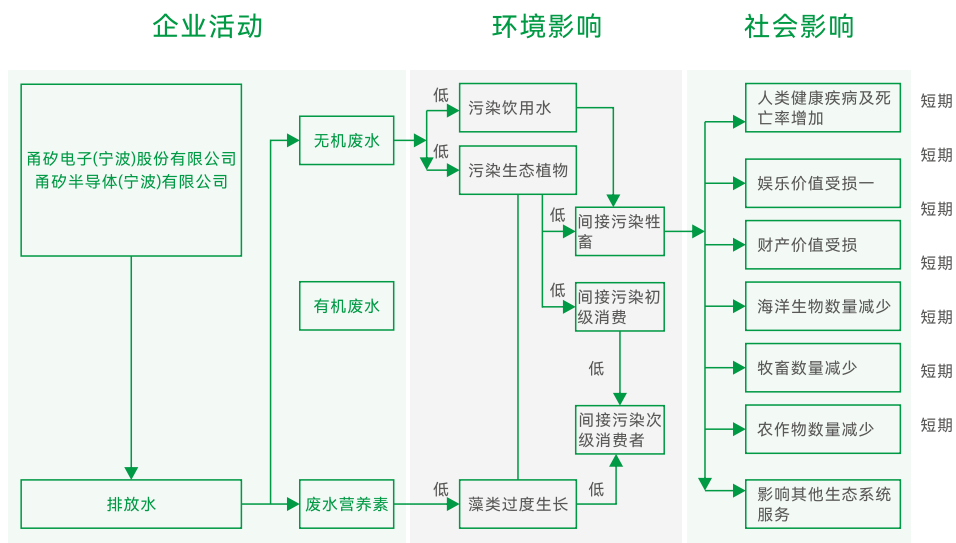 企业活动
环境影响
社会影响
甬矽电子(宁波)股份有限公司
甬矽半导体(宁波)有限公司
排放水
无机废水
有机废水
废水营养素
低
污染饮用水
低
污染生态植物
低
间接污染牲
畜
低
间接污染初
级消费
低
间接污染次
级消费者
低
藻类过度生长
低
人类健康疾病及死
亡率增加
短期
娱乐价值受损一
短期
财产价值受损
短期
海洋生物数量减少
短期
牧畜数量减少
短期
农作物数量减少
短期
影响其他生态系统
服务
短期